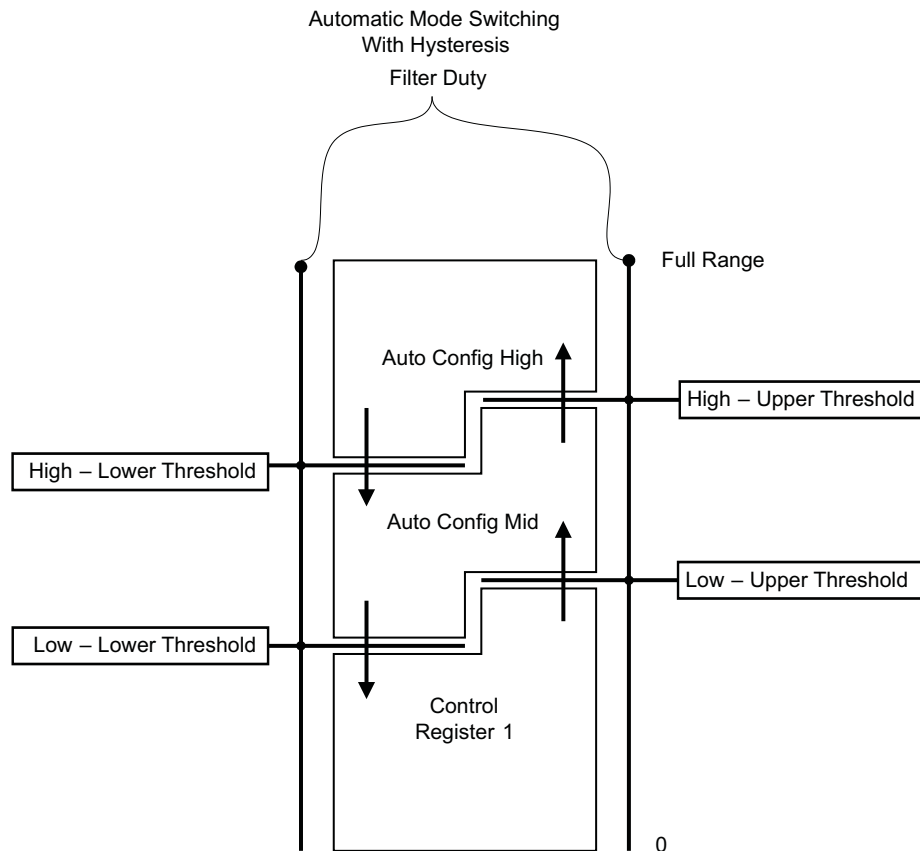 Automatic Mode Switching
With Hysteresis
Filter Duty
Full Range
Auto Config High
High – Upper Threshold
High – Lower Threshold
Auto Config Mid
Low – Upper Threshold
Low – Lower Threshold
Control
Register 1
0